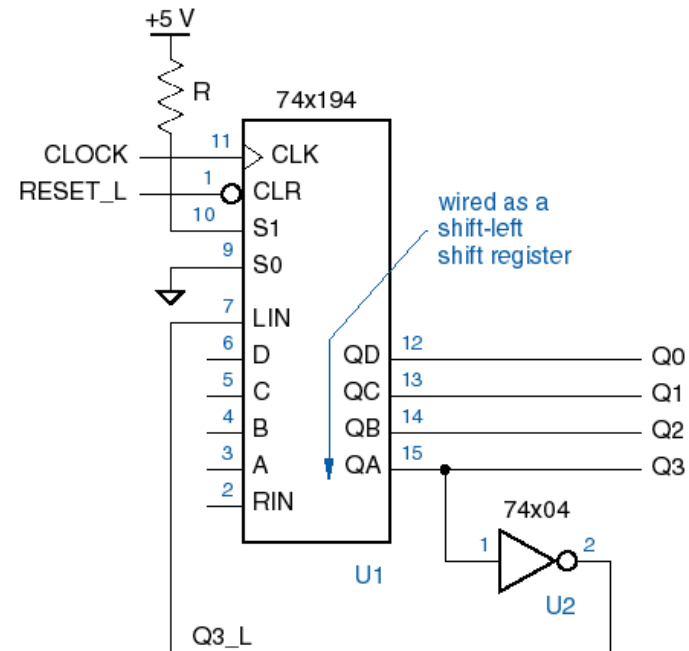 +5 V
R
74x194
CLOCK
11
CLK
RESET_L
1
CLR
10
S1
9
S0
7
LIN
6
D
5
C
4
B
3
A
2
RIN
wired as a
shift-left
shift register
QD
12
Q0
QC
13
Q1
QB
14
Q2
QA
15
Q3
74x04
1
2
U1
U2
Q3_L